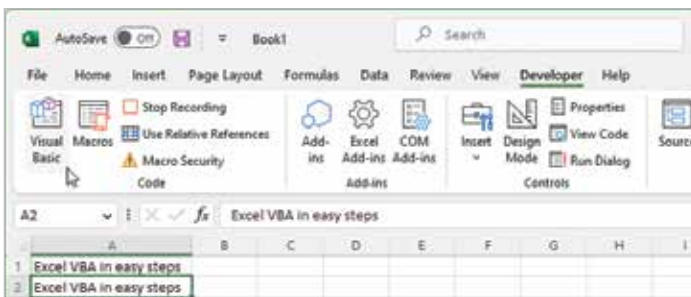 AutoSave Off Book1 Search
File Home Insert Page Layout Formulas Data Review View Developer Help
Visual Basic
Macros
Stop Recording
Use Relative References
Macro Security
Code
Add-ins
Excel Add-ins
COM Add-ins
Add-ins
Insert
Design Mode
Properties
View Code
Run Dialog
Controls
Source
A2 fx Excel VBA in easy steps
A B C D E F G H I
1 Excel VBA in easy steps
2 Excel VBA in easy steps